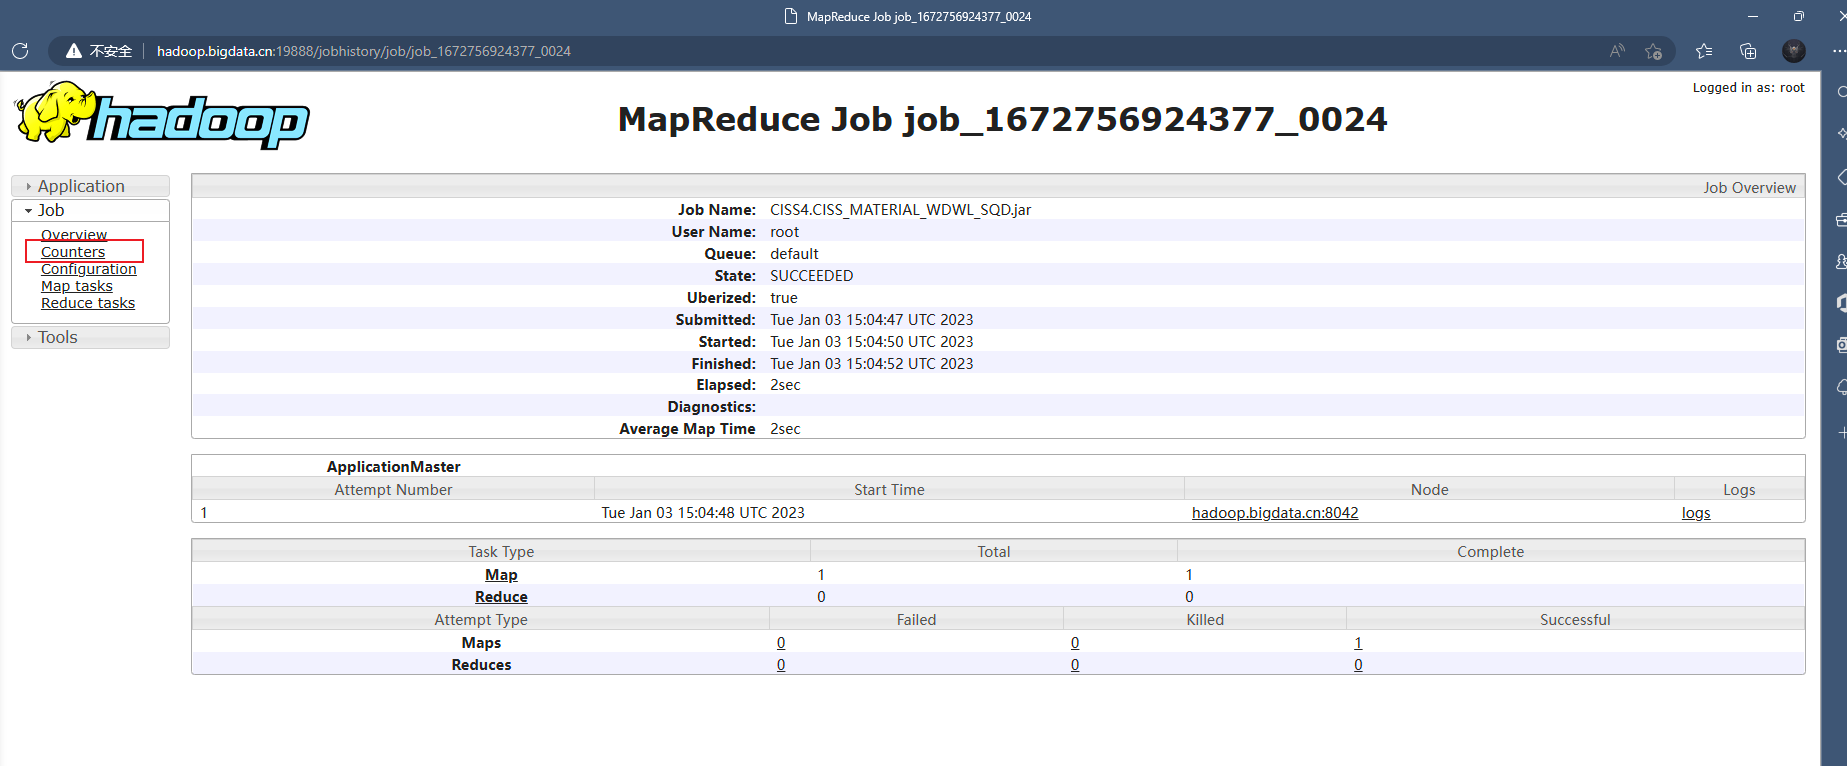 MapReduce Job job_1672756924377_0024
不安全 hadoop.bigdata.cn:19888/jobhistory/job/job_1672756924377_0024
Logged in as: root
hadoop
MapReduce Job job_1672756924377_0024
Application
Job
Overview
Counters
Configuration
Map tasks
Reduce tasks
Tools
Job Overview
Job Name: CISS4.CISS_MATERIAL_WDWL_SQD.jar
User Name: root
Queue: default
State: SUCCEEDED
Uberized: true
Submitted: Tue Jan 03 15:04:47 UTC 2023
Started: Tue Jan 03 15:04:50 UTC 2023
Finished: Tue Jan 03 15:04:52 UTC 2023
Elapsed: 2sec
Diagnostics:
Average Map Time 2sec
ApplicationMaster
Attempt Number Start Time Node Logs
1 Tue Jan 03 15:04:48 UTC 2023 hadoop.bigdata.cn:8042 logs
Task Type Total Complete
Map 1 1
Reduce 0 0
Attempt Type Failed Killed Successful
Maps 0 0 1
Reduces 0 0 0